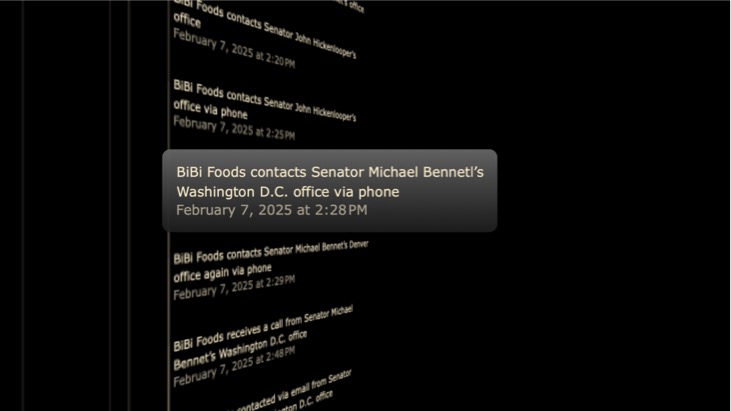 office
BiBi Foods contacts Senator John Hickenlooper's
office
February 7, 2025 at 2:20PM
BiBi Foods contacts Senator John Hickenlooper's
office via phone
February 7, 2025 at 2:25PM
BiBi Foods contacts Senator Michael Bennet's
Washington D.C. office via phone
February 7, 2025 at 2:28PM
BiBi Foods contacts Senator Michael Bennet's Denver
office again via phone
February 7, 2025 at 2:29PM
BiBi Foods receives a call from Senator Michael
Bennet's Washington D.C. office
February 7, 2025 at 2:48PM
contacted via email from Senator
D.C. office